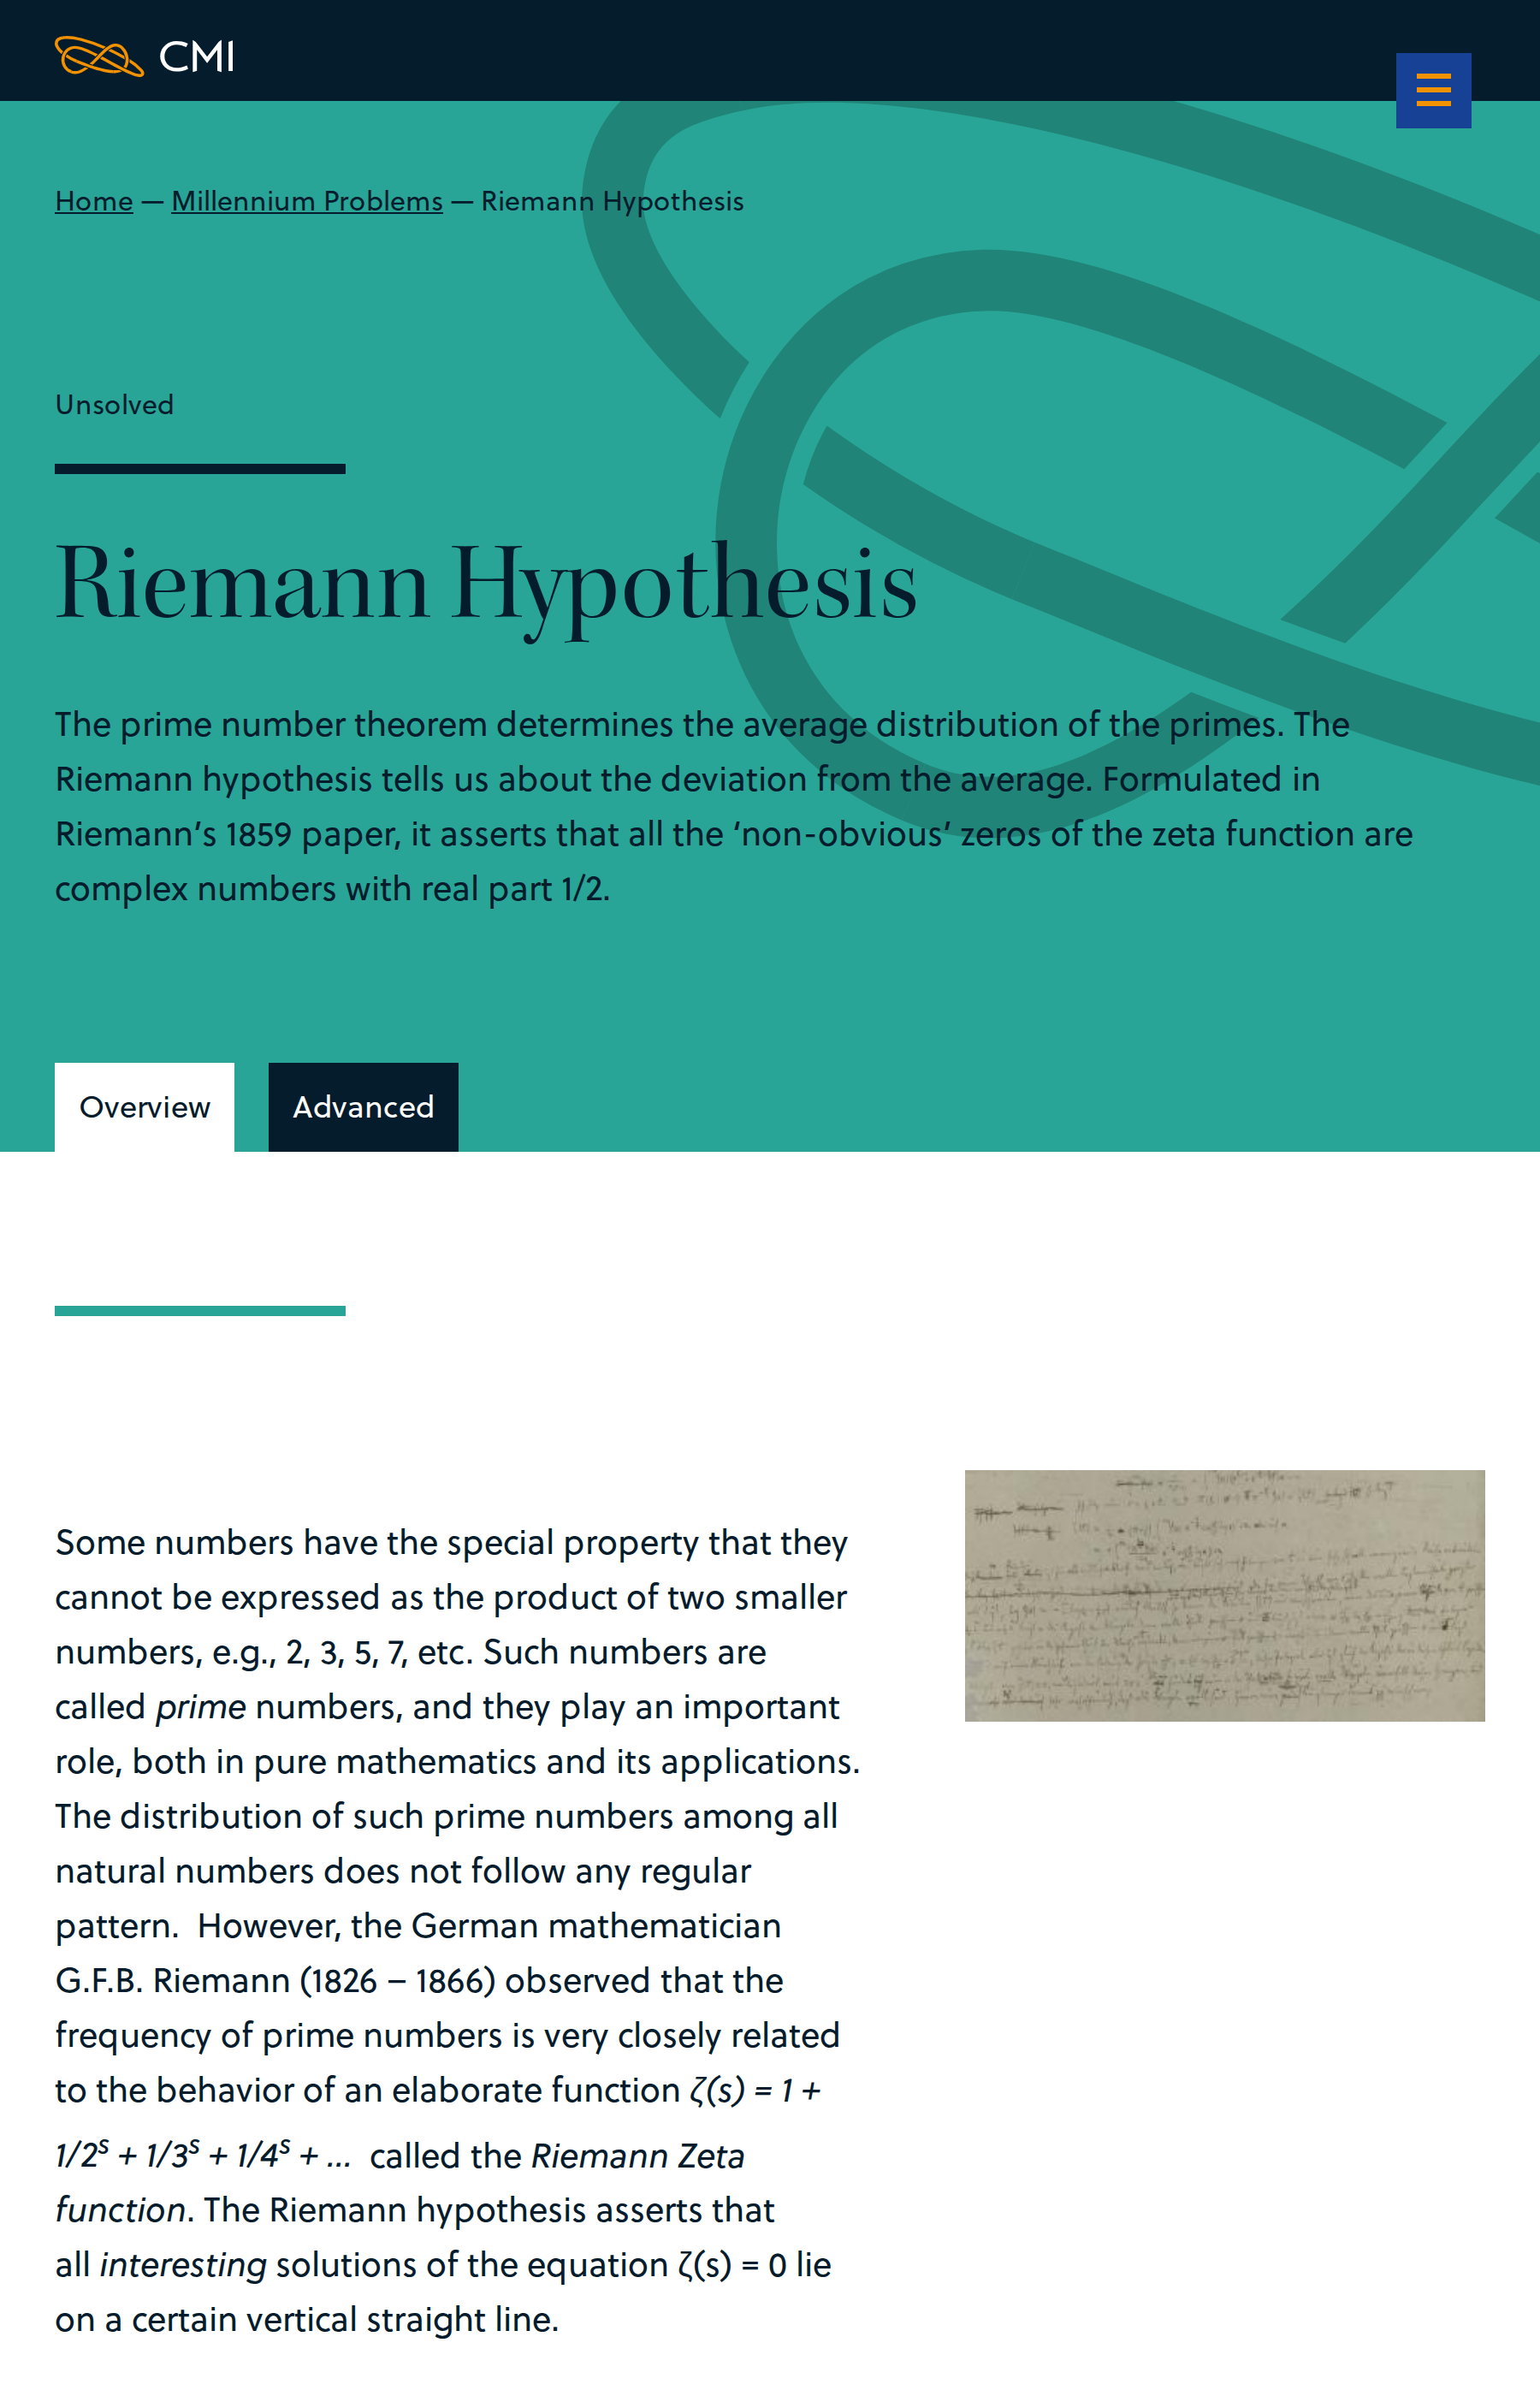 CMI
Home — Millennium Problems — Riemann Hypothesis
Unsolved
Riemann Hypothesis
The prime number theorem determines the average distribution of the primes. The
Riemann hypothesis tells us about the deviation from the average. Formulated in
Riemann’s 1859 paper, it asserts that all the ‘non-obvious’ zeros of the zeta function are
complex numbers with real part 1/2.
Overview
Advanced
Some numbers have the special property that they
cannot be expressed as the product of two smaller
numbers, e.g., 2, 3, 5, 7, etc. Such numbers are
called prime numbers, and they play an important
role, both in pure mathematics and its applications.
The distribution of such prime numbers among all
natural numbers does not follow any regular
pattern.  However, the German mathematician
G.F.B. Riemann (1826 – 1866) observed that the
frequency of prime numbers is very closely related
to the behavior of an elaborate function ζ(s) = 1 +
1/2ˢ + 1/3ˢ + 1/4ˢ + ...  called the Riemann Zeta
function. The Riemann hypothesis asserts that
all interesting solutions of the equation ζ(s) = 0 lie
on a certain vertical straight line.